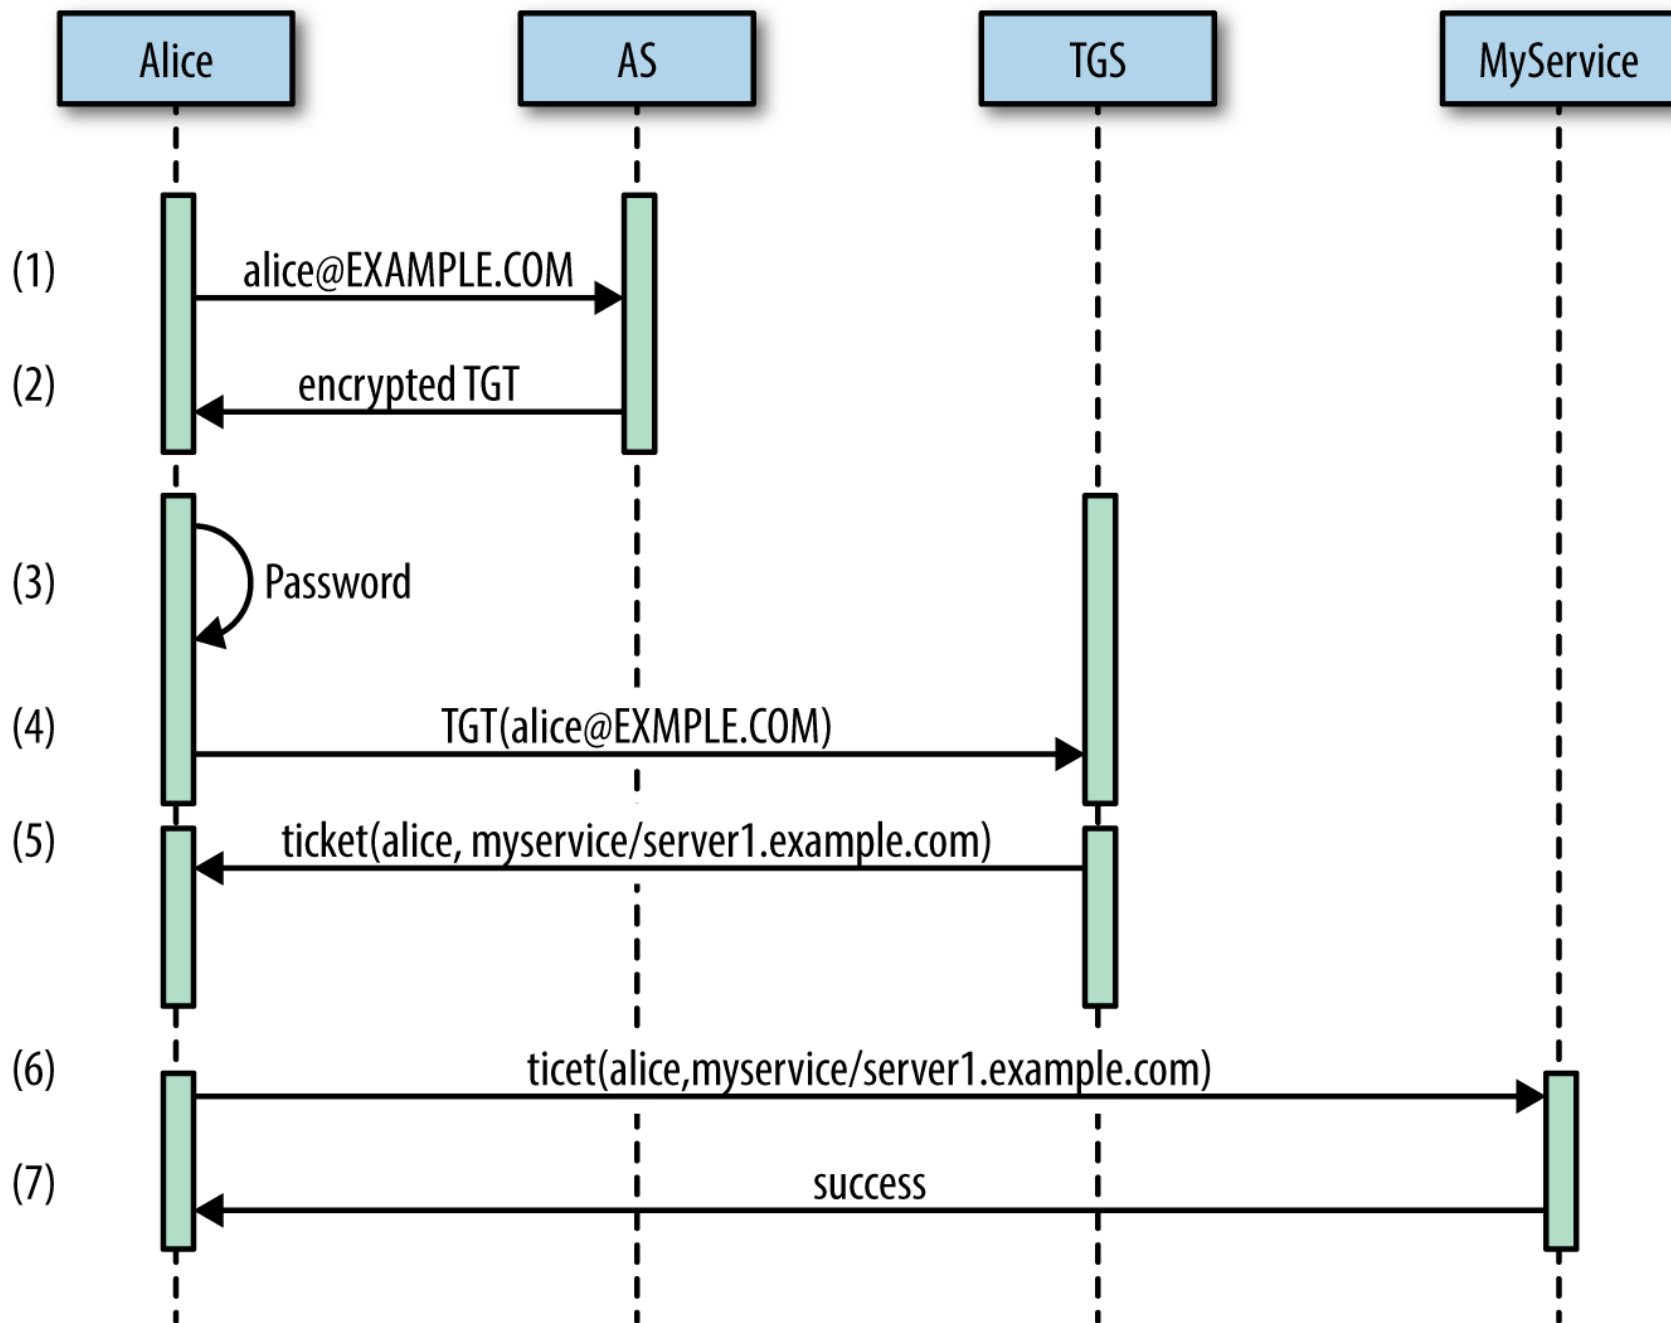 Alice
AS
TGS
MyService
(1)
alice@EXAMPLE.COM
(2)
encrypted TGT
(3)
Password
(4)
TGT(alice@EXMPLE.COM)
(5)
ticket(alice, myservice/server1.example.com)
(6)
ticet(alice,myservice/server1.example.com)
(7)
success